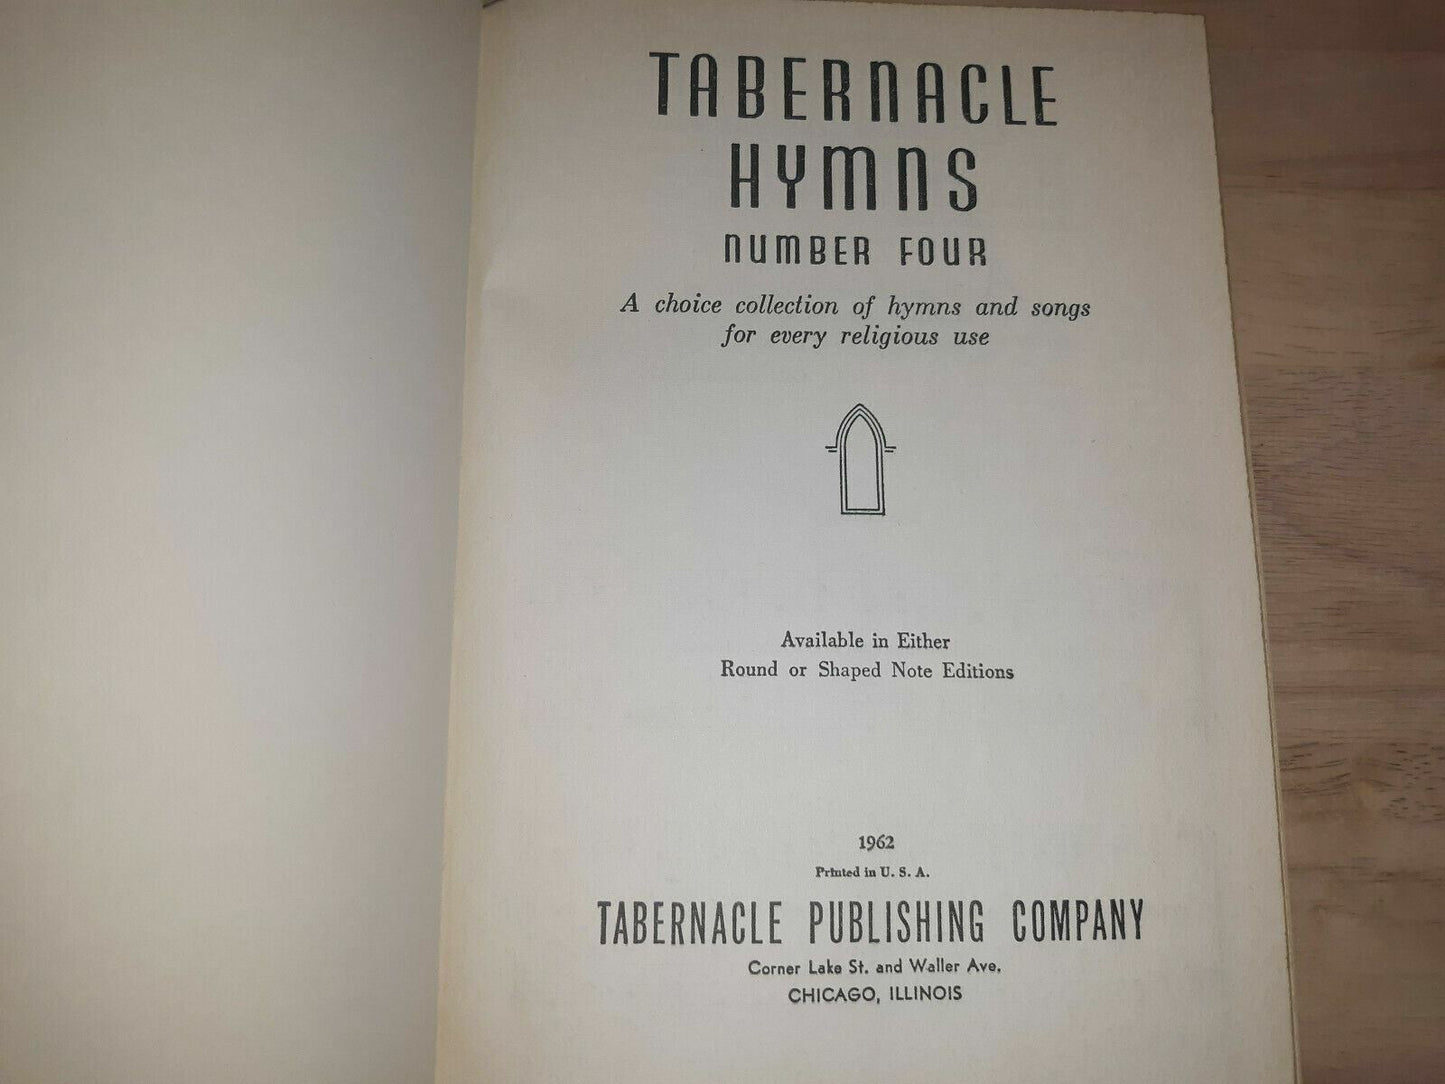 TABERNACLE
HYMNS
NUMBER FOUR
A choice collection of hymns and songs
for every religious use
Available in Either
Round or Shaped Note Editions
1962
Printed in U. S. A.
TABERNACLE PUBLISHING COMPANY
Corner Lake St. and Waller Ave.
CHICAGO, ILLINOIS